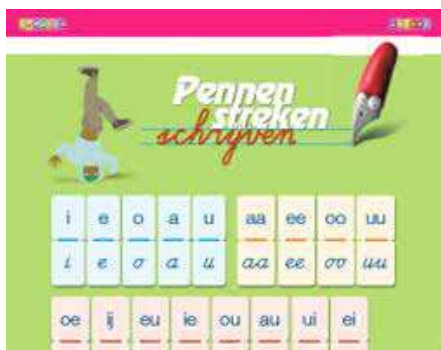 Pennen
streken
schrijven
i e o a u aa ee oo uu
i e o a u aa ee oo uu
oe ij eu ie ou au ui ei